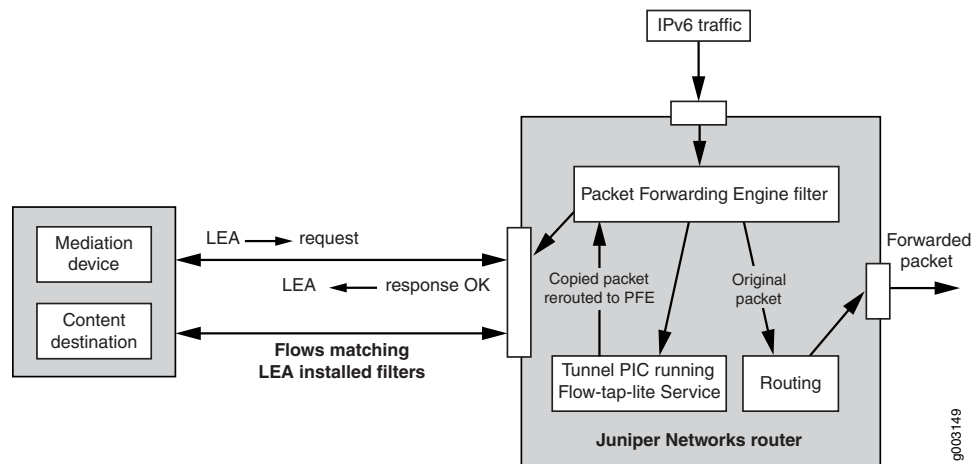 IPv6 traffic
Packet Forwarding Engine filter
LEA request
Mediation
device
LEA response OK
Content
destination
Flows matching
LEA installed filters
Copied packet
rerouted to PFE
Original
packet
Forwarded
packet
Tunnel PIC running
Flow-tap-lite Service
Routing
Juniper Networks router
g003149